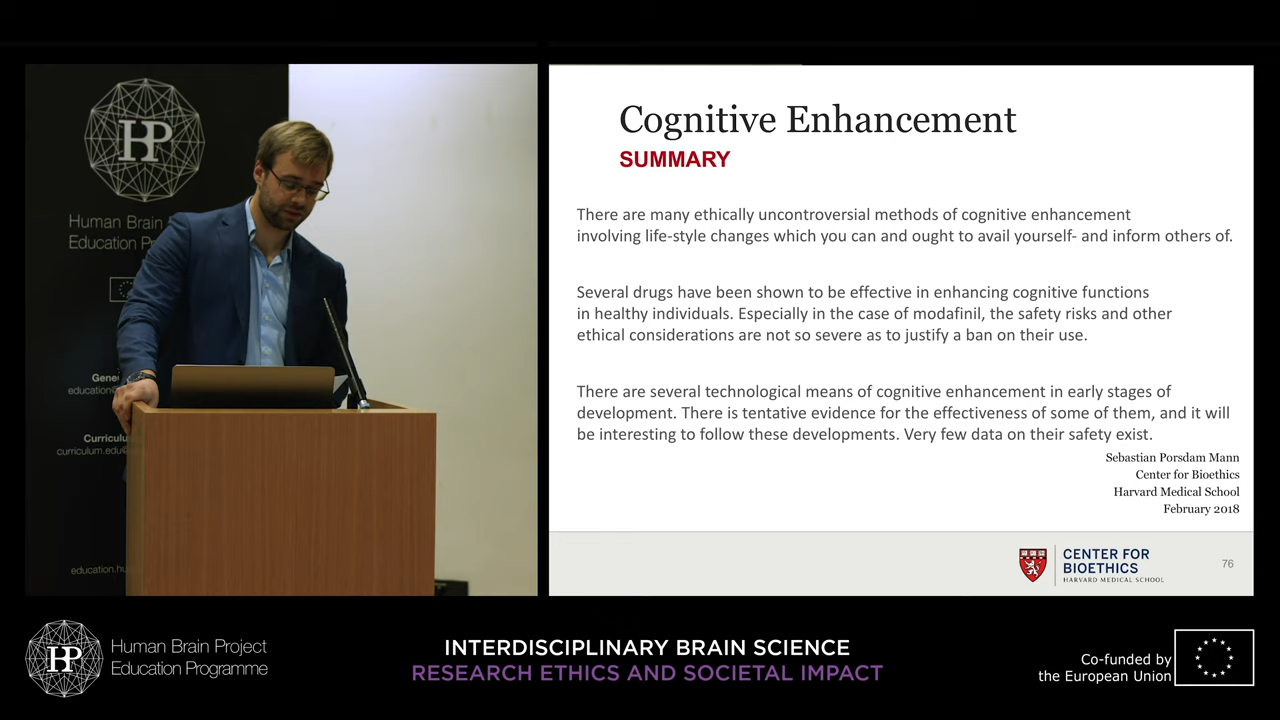 HP
Human Brain
Education
Gene
education
Curricul
curriculum.edu
education.hu
Cognitive Enhancement
SUMMARY
There are many ethically uncontroversial methods of cognitive enhancement
involving life-style changes which you can and ought to avail yourself- and inform others of.
Several drugs have been shown to be effective in enhancing cognitive functions
in healthy individuals. Especially in the case of modafinil, the safety risks and other
ethical considerations are not so severe as to justify a ban on their use.
There are several technological means of cognitive enhancement in early stages of
development. There is tentative evidence for the effectiveness of some of them, and it will
be interesting to follow these developments. Very few data on their safety exist.
Sebastian Porsdam Mann
Center for Bioethics
Harvard Medical School
February 2018
CENTER FOR
BIOETHICS
HARVARD MEDICAL SCHOOL
76
HP
Human Brain Project
Education Programme
INTERDISCIPLINARY BRAIN SCIENCE
RESEARCH ETHICS AND SOCIETAL IMPACT
Co-funded by
the European Union